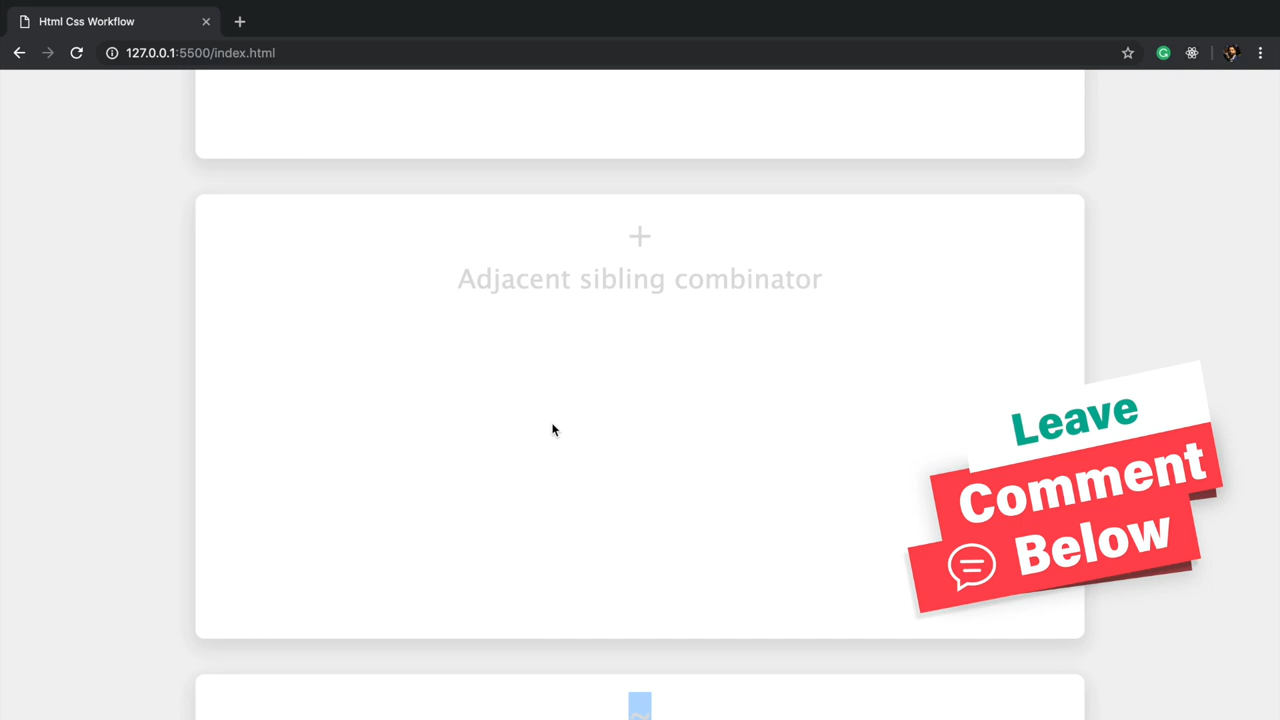 Html Css Workflow
127.0.0.1:5500/index.html
+
Adjacent sibling combinator
Leave
Comment
Below
~